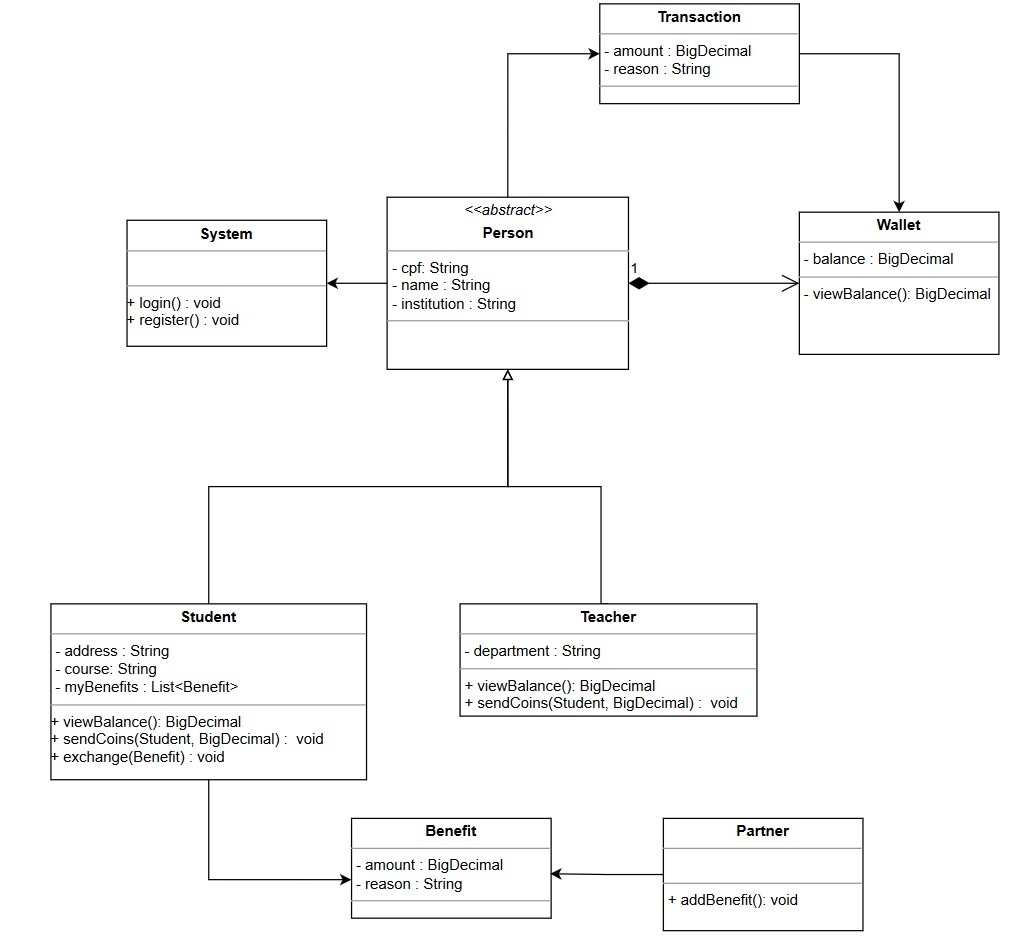 Transaction
- amount : BigDecimal
- reason : String
<<abstract>>
Person
- cpf: String
- name : String
- institution : String
1
System
+ login() : void
+ register() : void
Wallet
- balance : BigDecimal
- viewBalance(): BigDecimal
Student
- address : String
- course: String
- myBenefits : List<Benefit>
+ viewBalance(): BigDecimal
+ sendCoins(Student, BigDecimal) :  void
+ exchange(Benefit) : void
Teacher
- department : String
+ viewBalance(): BigDecimal
+ sendCoins(Student, BigDecimal) :  void
Benefit
- amount : BigDecimal
- reason : String
Partner
+ addBenefit(): void